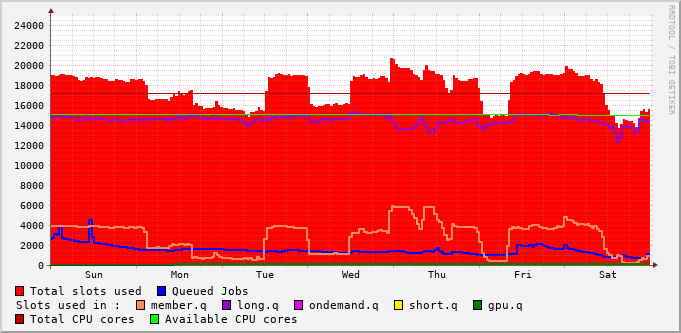 24000
22000
20000
18000
16000
14000
12000
10000
8000
6000
4000
2000
0
Sun Mon Tue Wed Thu Fri Sat
RRDTOOL / TOBI OETIKER
Total slots used Queued Jobs
Slots used in : member.q long.q ondemand.q short.q gpu.q
Total CPU cores Available CPU cores